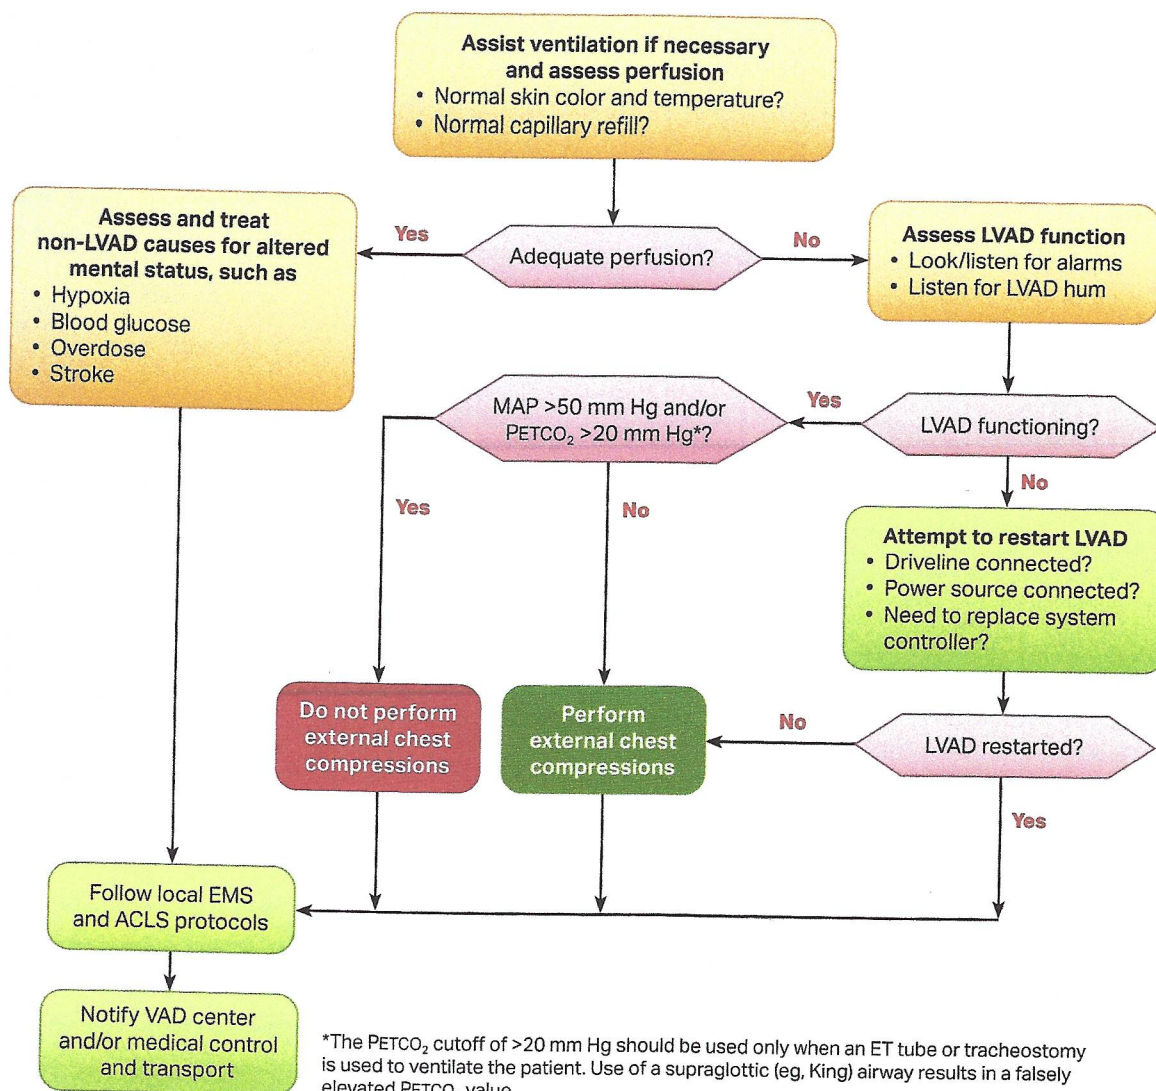 Assist ventilation if necessary
and assess perfusion
• Normal skin color and temperature?
• Normal capillary refill?
Adequate perfusion?
Yes
No
Assess and treat
non-LVAD causes for altered
mental status, such as
• Hypoxia
• Blood glucose
• Overdose
• Stroke
Assess LVAD function
• Look/listen for alarms
• Listen for LVAD hum
LVAD functioning?
Yes
No
MAP >50 mm Hg and/or
PETCO₂ >20 mm Hg*?
Yes
No
Attempt to restart LVAD
• Driveline connected?
• Power source connected?
• Need to replace system
controller?
LVAD restarted?
No
Yes
Do not perform
external chest
compressions
Perform
external chest
compressions
Follow local EMS
and ACLS protocols
Notify VAD center
and/or medical control
and transport
*The PETCO₂ cutoff of >20 mm Hg should be used only when an ET tube or tracheostomy
is used to ventilate the patient. Use of a supraglottic (eg, King) airway results in a falsely
elevated PETCO₂ value